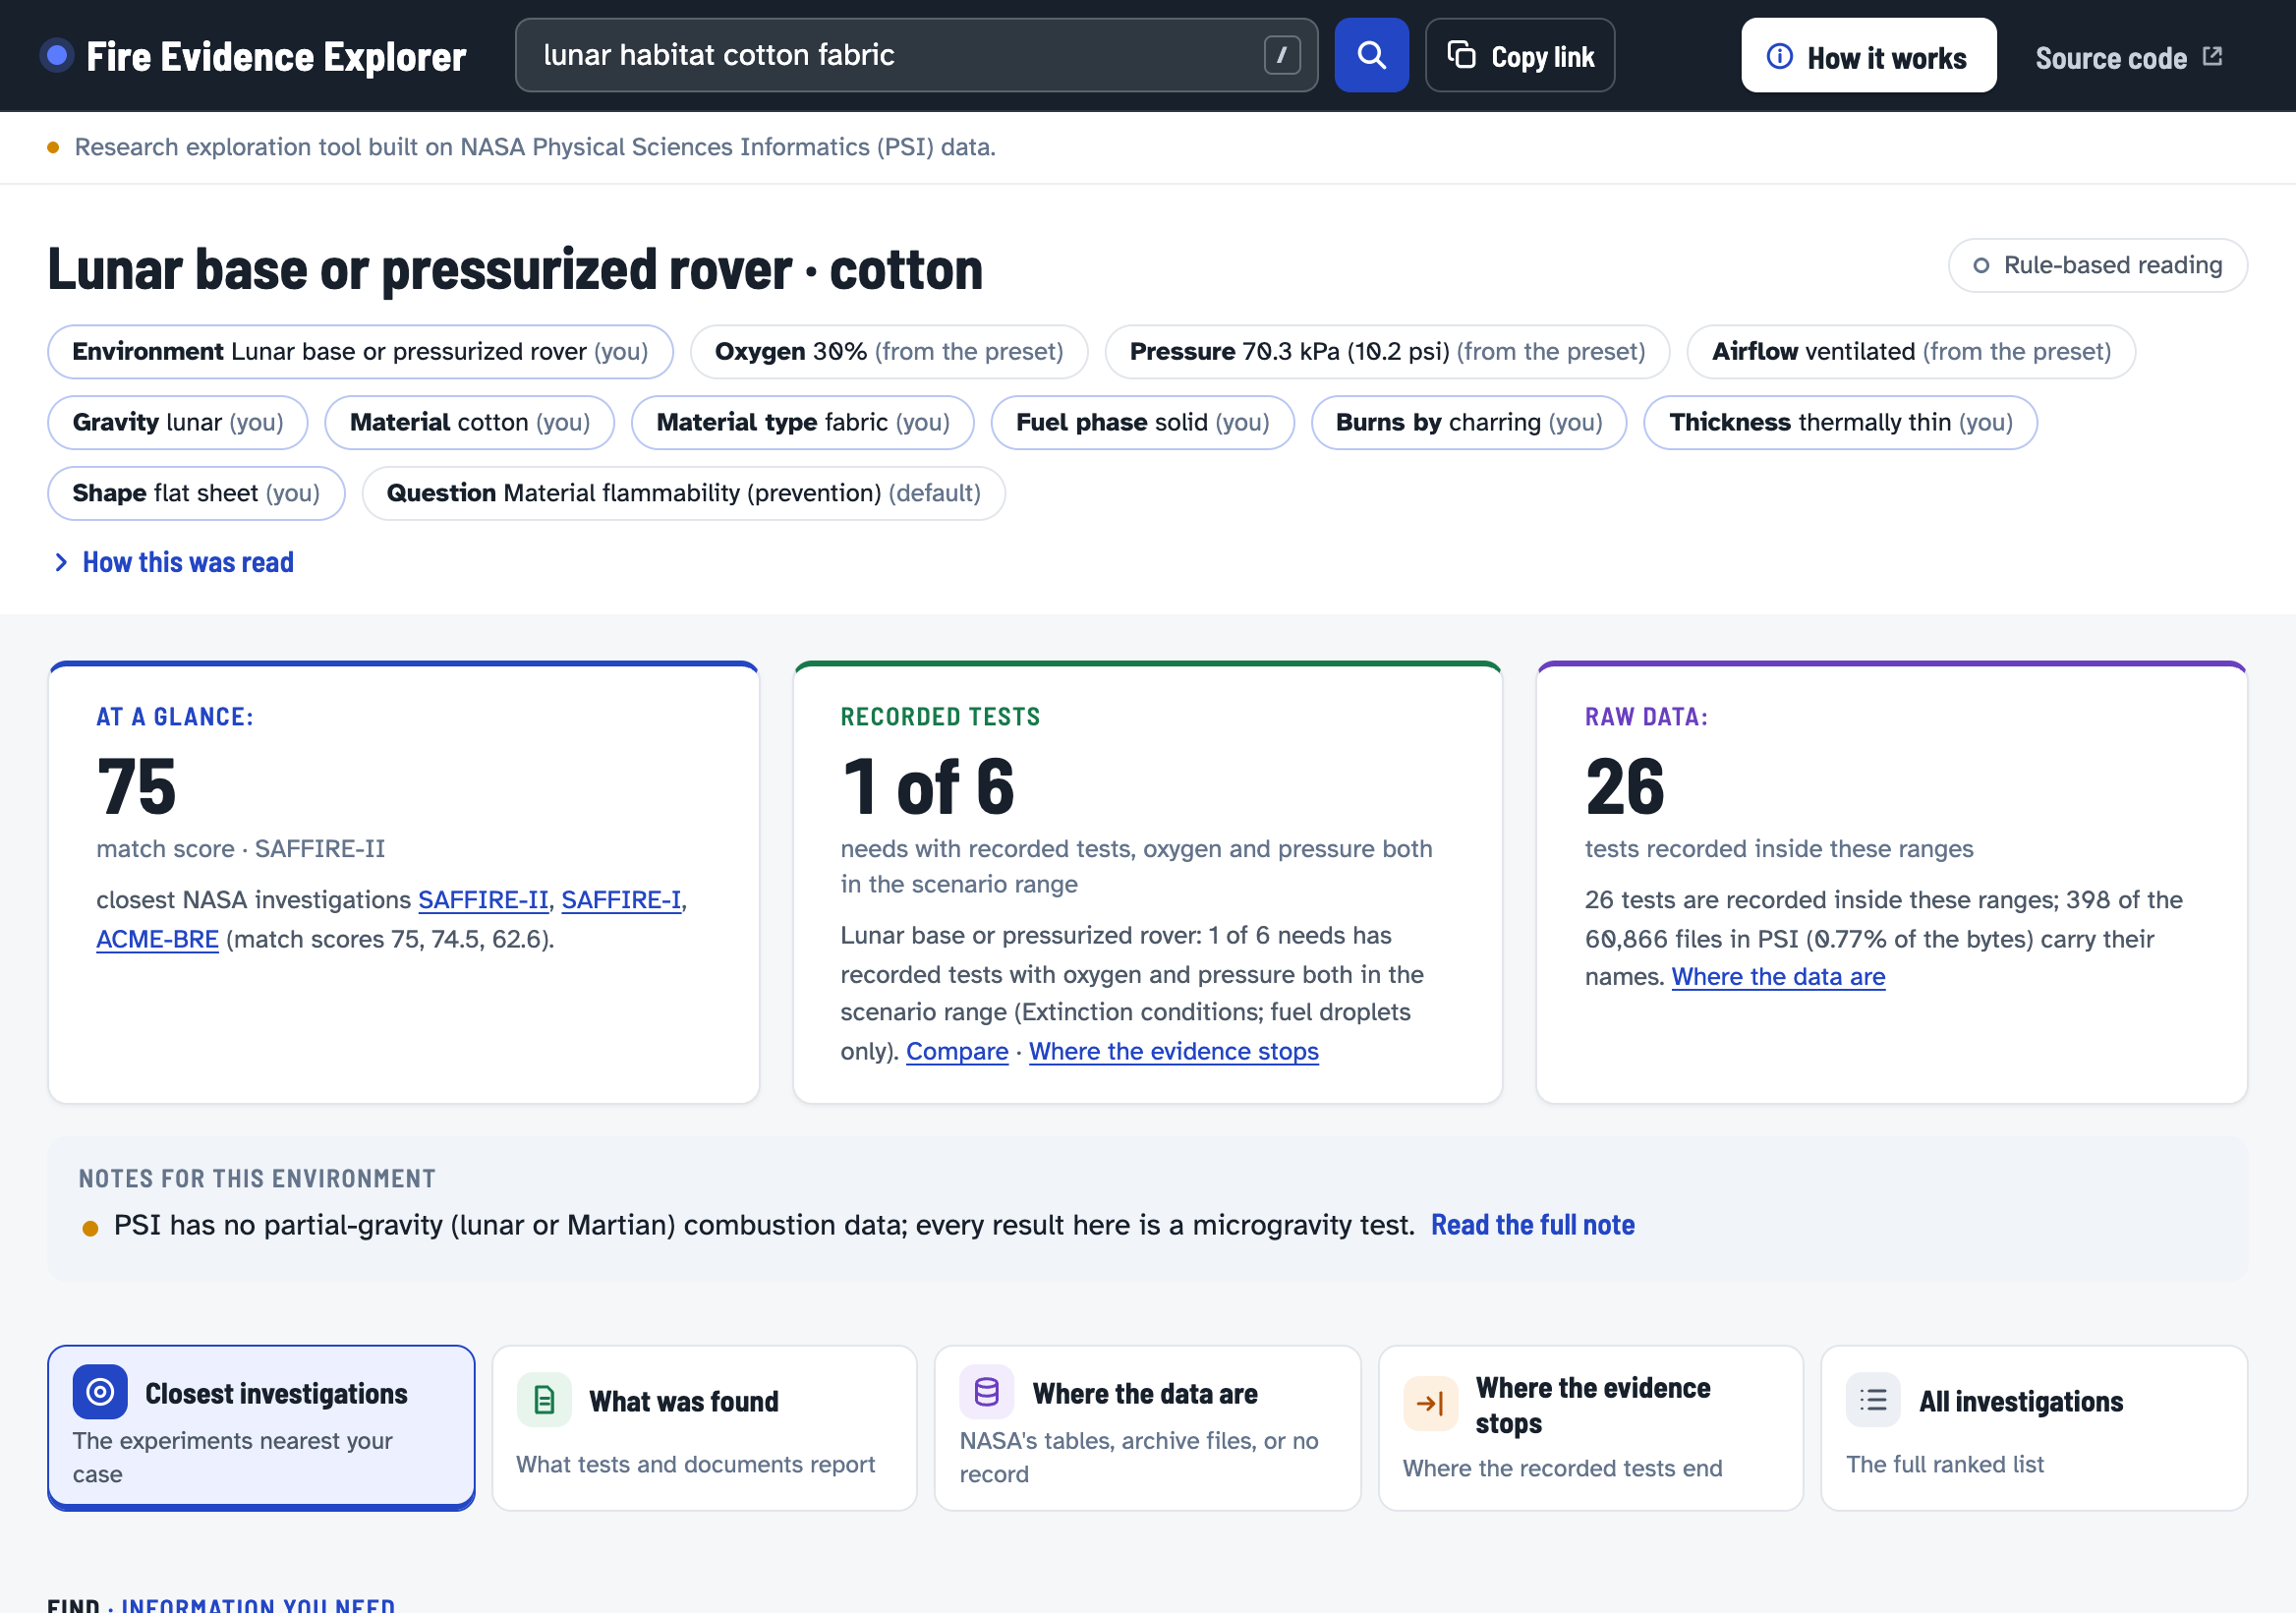 Fire Evidence Explorer
lunar habitat cotton fabric
/
Copy link
How it works
Source code
Research exploration tool built on NASA Physical Sciences Informatics (PSI) data.
Lunar base or pressurized rover · cotton
Rule-based reading
Environment Lunar base or pressurized rover (you)
Oxygen 30% (from the preset)
Pressure 70.3 kPa (10.2 psi) (from the preset)
Airflow ventilated (from the preset)
Gravity lunar (you)
Material cotton (you)
Material type fabric (you)
Fuel phase solid (you)
Burns by charring (you)
Thickness thermally thin (you)
Shape flat sheet (you)
Question Material flammability (prevention) (default)
How this was read
AT A GLANCE:
75
match score · SAFFIRE-II
closest NASA investigations SAFFIRE-II, SAFFIRE-I,
ACME-BRE (match scores 75, 74.5, 62.6).
RECORDED TESTS
1 of 6
needs with recorded tests, oxygen and pressure both
in the scenario range
Lunar base or pressurized rover: 1 of 6 needs has
recorded tests with oxygen and pressure both in the
scenario range (Extinction conditions; fuel droplets
only). Compare · Where the evidence stops
RAW DATA:
26
tests recorded inside these ranges
26 tests are recorded inside these ranges; 398 of the
60,866 files in PSI (0.77% of the bytes) carry their
names. Where the data are
NOTES FOR THIS ENVIRONMENT
PSI has no partial-gravity (lunar or Martian) combustion data; every result here is a microgravity test. Read the full note
Closest investigations
The experiments nearest your
case
What was found
What tests and documents report
Where the data are
NASA's tables, archive files, or no
record
Where the evidence
stops
Where the recorded tests end
All investigations
The full ranked list
FIND · INFORMATION YOU NEED